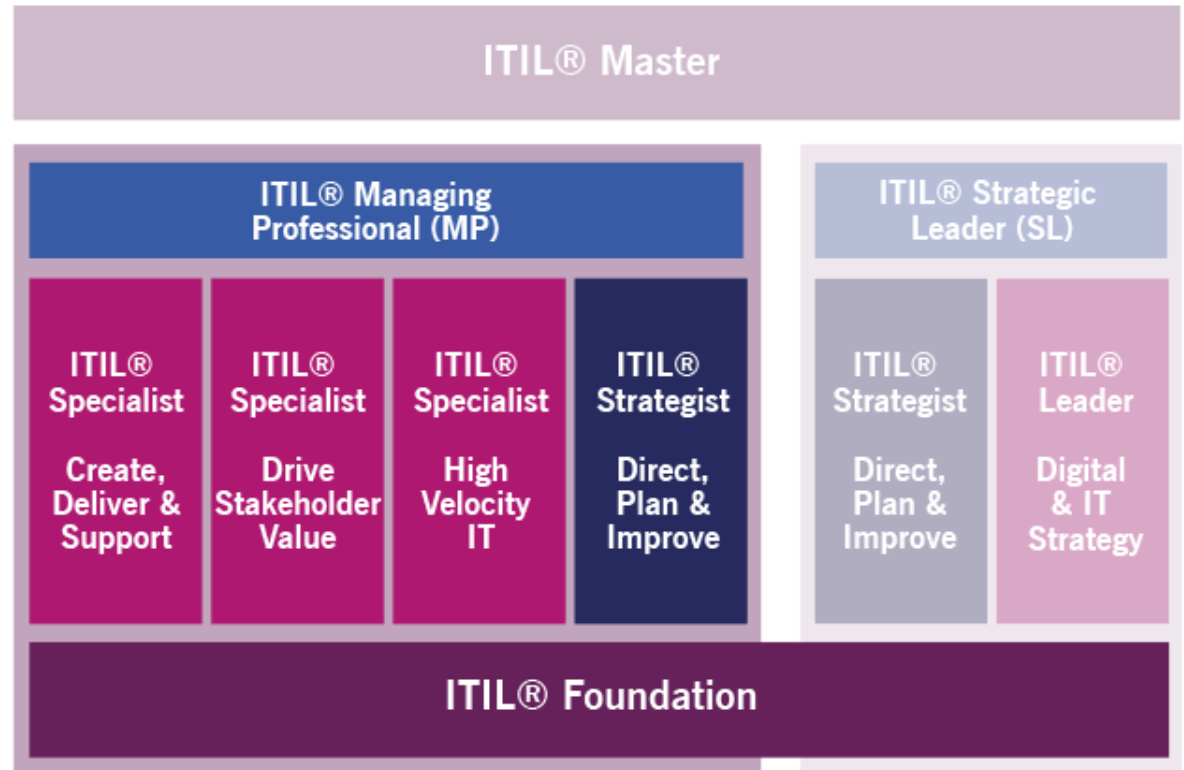 ITIL® Master
ITIL® Managing
Professional (MP)
ITIL® Strategic
Leader (SL)
ITIL®
Specialist
Create,
Deliver &
Support
ITIL®
Specialist
Drive
Stakeholder
Value
ITIL®
Specialist
High
Velocity
IT
ITIL®
Strategist
Direct,
Plan &
Improve
ITIL®
Strategist
Direct,
Plan &
Improve
ITIL®
Leader
Digital
& IT
Strategy
ITIL® Foundation